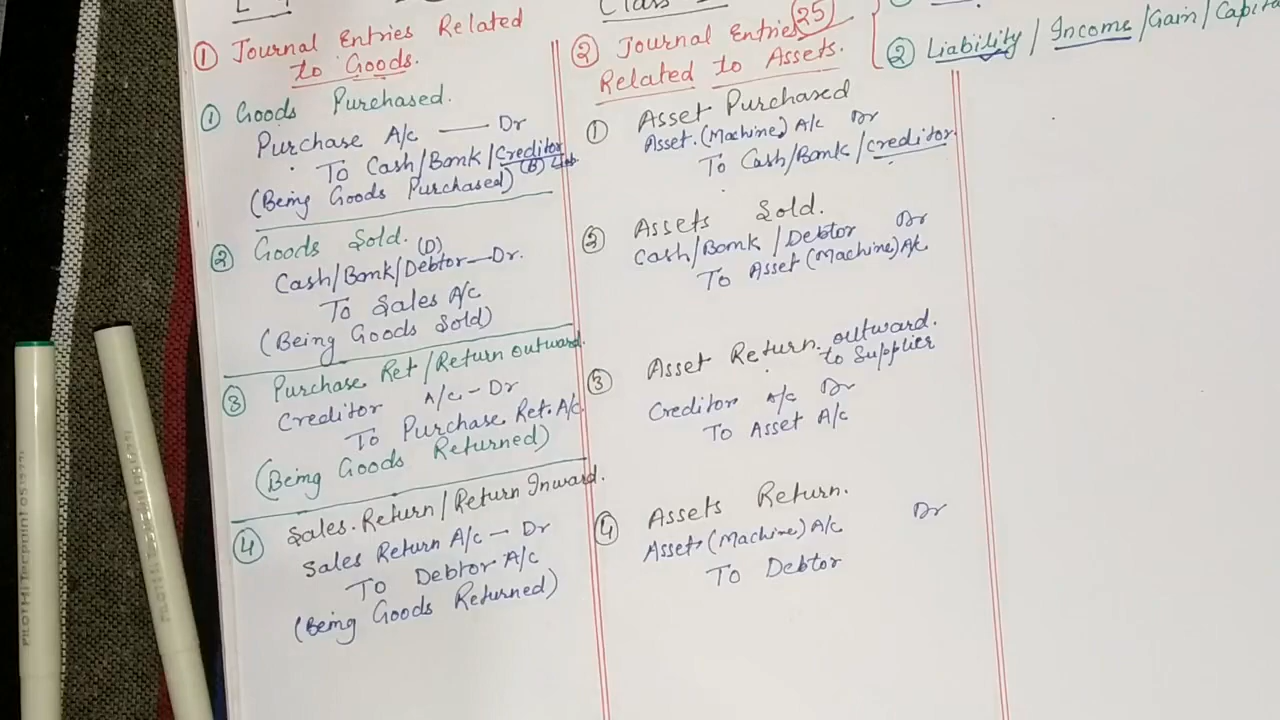 Class
① Journal Entries Related
to Goods.
① Goods Purchased.
Purchase A/c —— Dr
To Cash/Bank/Creditor
(Being Goods Purchased)
② Goods Sold.
(D)
Cash/Bank/Debtor—Dr.
To Sales A/c
(Being Goods Sold)
③ Purchase Ret/Return outward.
Creditor A/c - Dr
To Purchase Ret. A/c.
(Being Goods Returned)
④ Sales Return/Return Inward.
Sales Return A/c — Dr
To Debtor A/c
(Being Goods Returned)
② Journal Entries 25
Related to Assets.
① Asset Purchased
Asset (Machine) A/c Dr
To Cash/Bank/creditor
② Assets Sold.
Cash/Bank/Debtor Dr
To Asset (Machine) A/c
③ Asset Return outward.
to Supplier
Creditor A/c Dr
To Asset A/c
④ Assets Return.
Asset (Machine) A/c Dr
To Debtor
② Liability/Income/Gain/
PILOT Hi Tecpoint 05